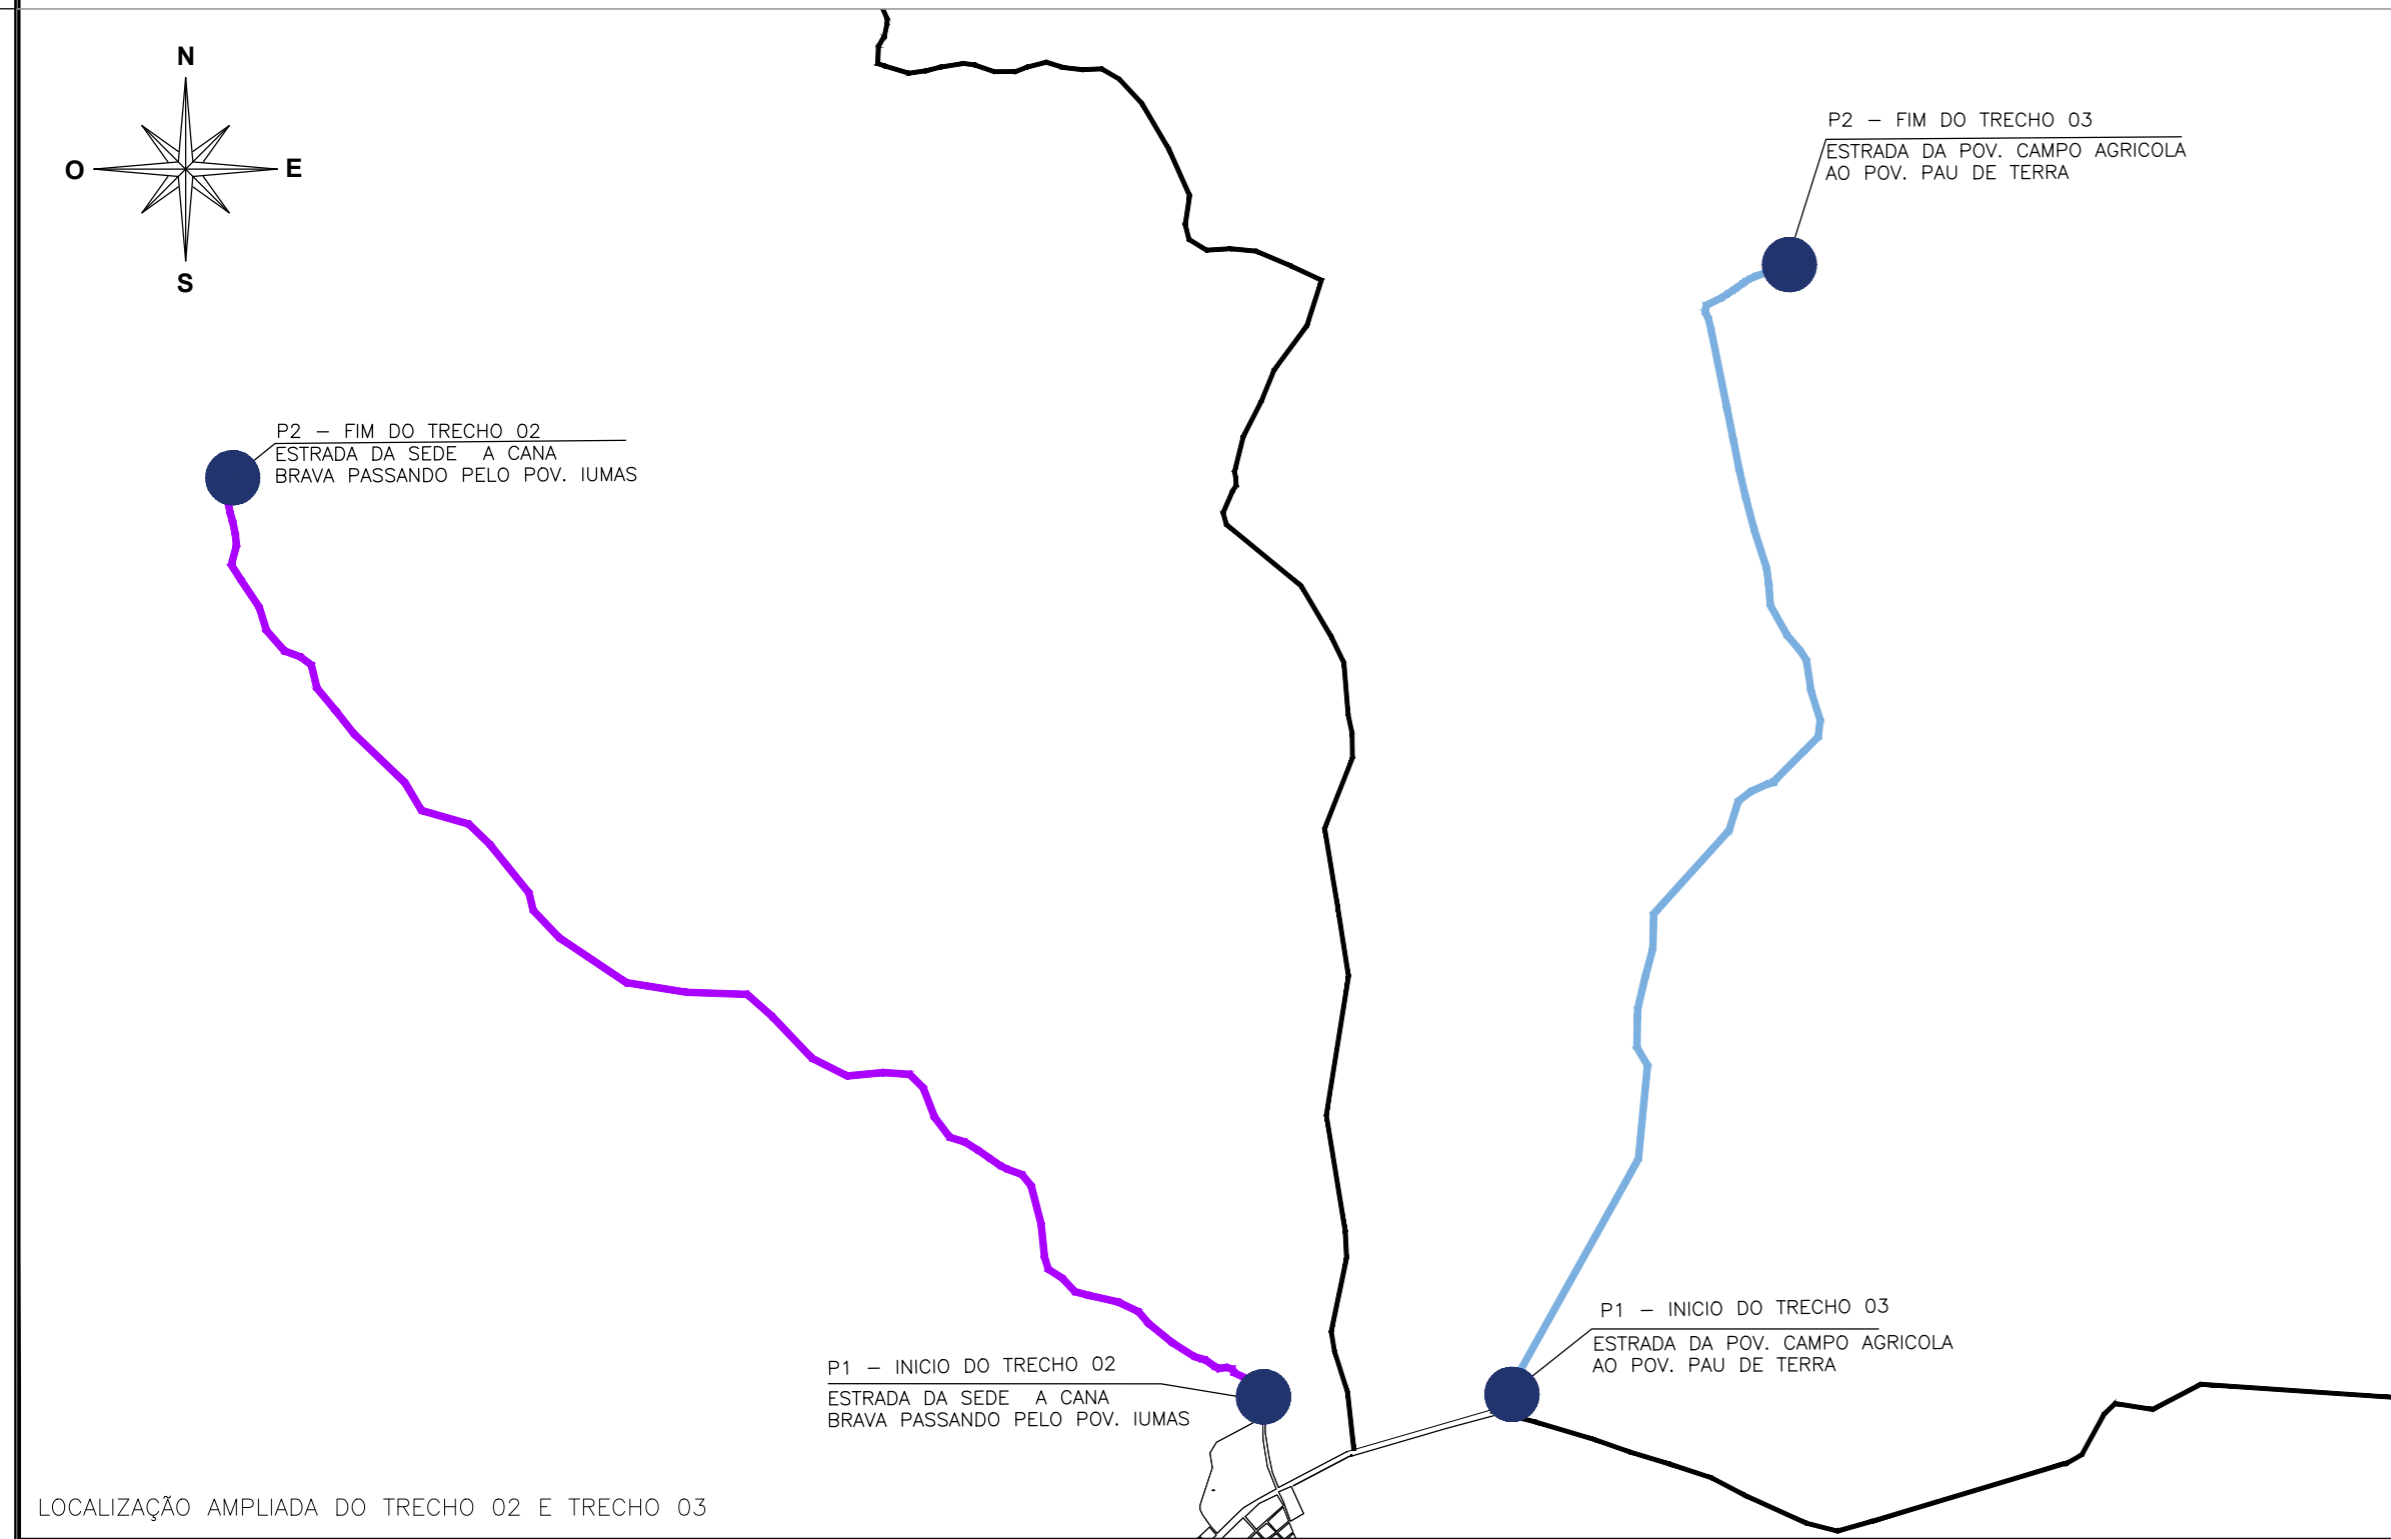 N
O
E
S
P2 - FIM DO TRECHO 03
ESTRADA DA POV. CAMPO AGRICOLA
AO POV. PAU DE TERRA
P2 - FIM DO TRECHO 02
ESTRADA DA SEDE A CANA
BRAVA PASSANDO PELO POV. IUMAS
P1 - INICIO DO TRECHO 03
ESTRADA DA POV. CAMPO AGRICOLA
AO POV. PAU DE TERRA
P1 - INICIO DO TRECHO 02
ESTRADA DA SEDE A CANA
BRAVA PASSANDO PELO POV. IUMAS
LOCALIZAÇÃO AMPLIADA DO TRECHO 02 E TRECHO 03